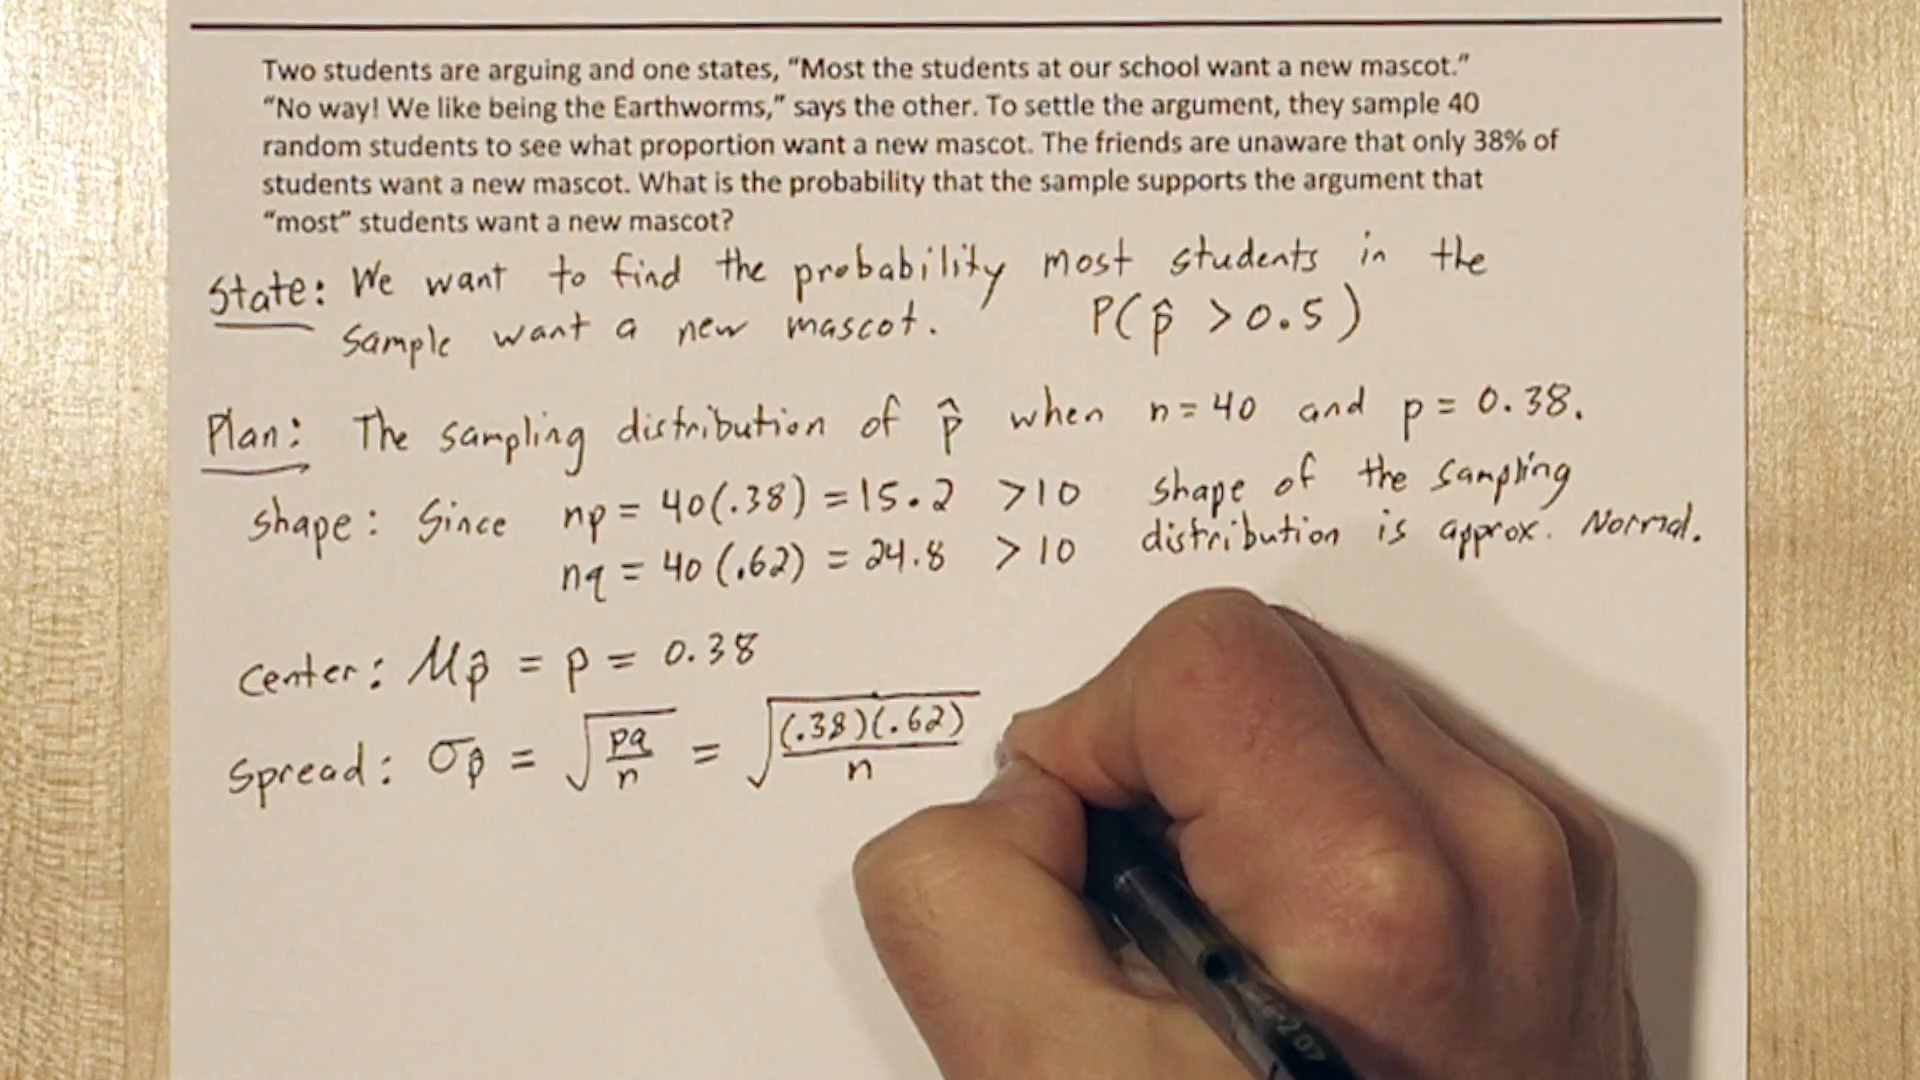 Two students are arguing and one states, “Most the students at our school want a new mascot.”
“No way! We like being the Earthworms,” says the other. To settle the argument, they sample 40
random students to see what proportion want a new mascot. The friends are unaware that only 38% of
students want a new mascot. What is the probability that the sample supports the argument that
“most” students want a new mascot?
State: We want to find the probability most students in the
sample want a new mascot. P(p̂ > 0.5)
Plan: The sampling distribution of p̂ when n = 40 and p = 0.38.
shape: Since np = 40(.38) = 15.2 > 10 shape of the sampling
nq = 40(.62) = 24.8 > 10 distribution is approx. Normal.
center: Mp̂ = p = 0.38
Spread: σp̂ = √(pq/n) = √((.38)(.62)/n)